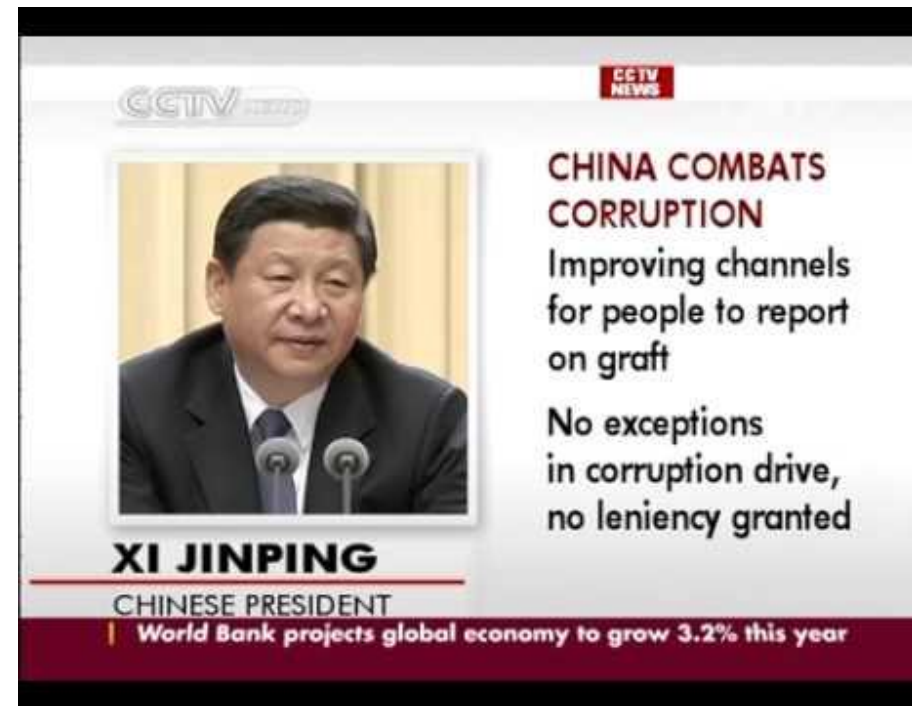 CCTV NEWS
CCTV
NEWS
CHINA COMBATS
CORRUPTION
Improving channels
for people to report
on graft
No exceptions
in corruption drive,
no leniency granted
XI JINPING
CHINESE PRESIDENT
World Bank projects global economy to grow 3.2% this year